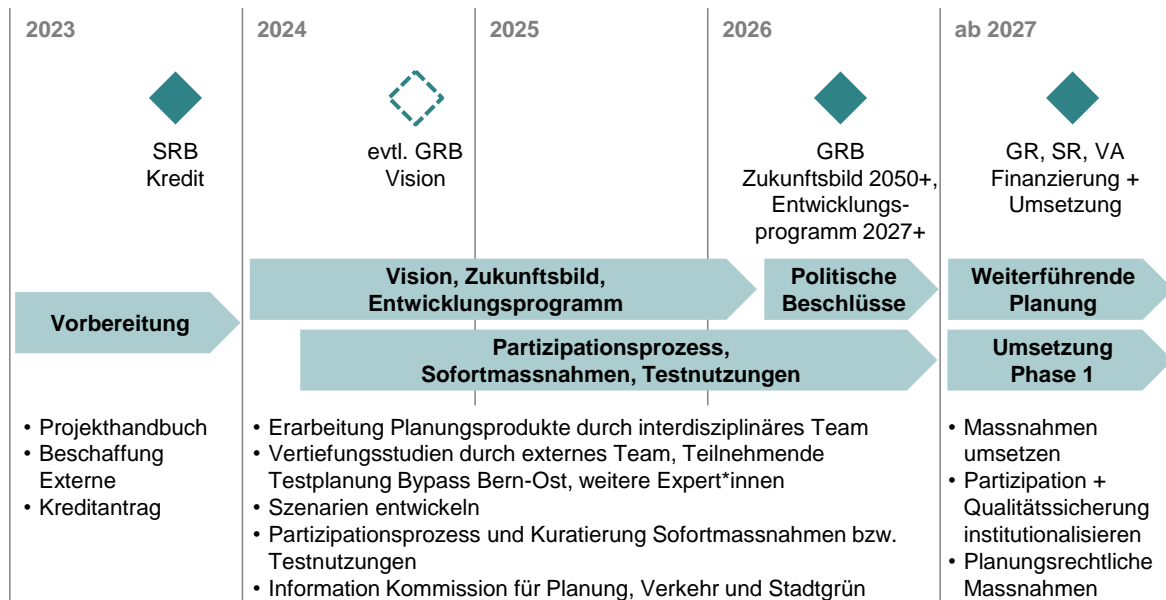 2023
2024
2025
2026
ab 2027
SRB
Kredit
evtl. GRB
Vision
GRB
Zukunftsbild 2050+,
Entwicklungs-
programm 2027+
GR, SR, VA
Finanzierung +
Umsetzung
Vorbereitung
Vision, Zukunftsbild,
Entwicklungsprogramm
Politische
Beschlüsse
Weiterführende
Planung
Partizipationsprozess,
Sofortmassnahmen, Testnutzungen
Umsetzung
Phase 1
• Projekthandbuch
• Beschaffung
Externe
• Kreditantrag
• Erarbeitung Planungsprodukte durch interdisziplinäres Team
• Vertiefungsstudien durch externes Team, Teilnehmende
Testplanung Bypass Bern-Ost, weitere Expert*innen
• Szenarien entwickeln
• Partizipationsprozess und Kuratierung Sofortmassnahmen bzw.
Testnutzungen
• Information Kommission für Planung, Verkehr und Stadtgrün
• Massnahmen
umsetzen
• Partizipation +
Qualitätssicherung
institutionalisieren
• Planungsrechtliche
Massnahmen